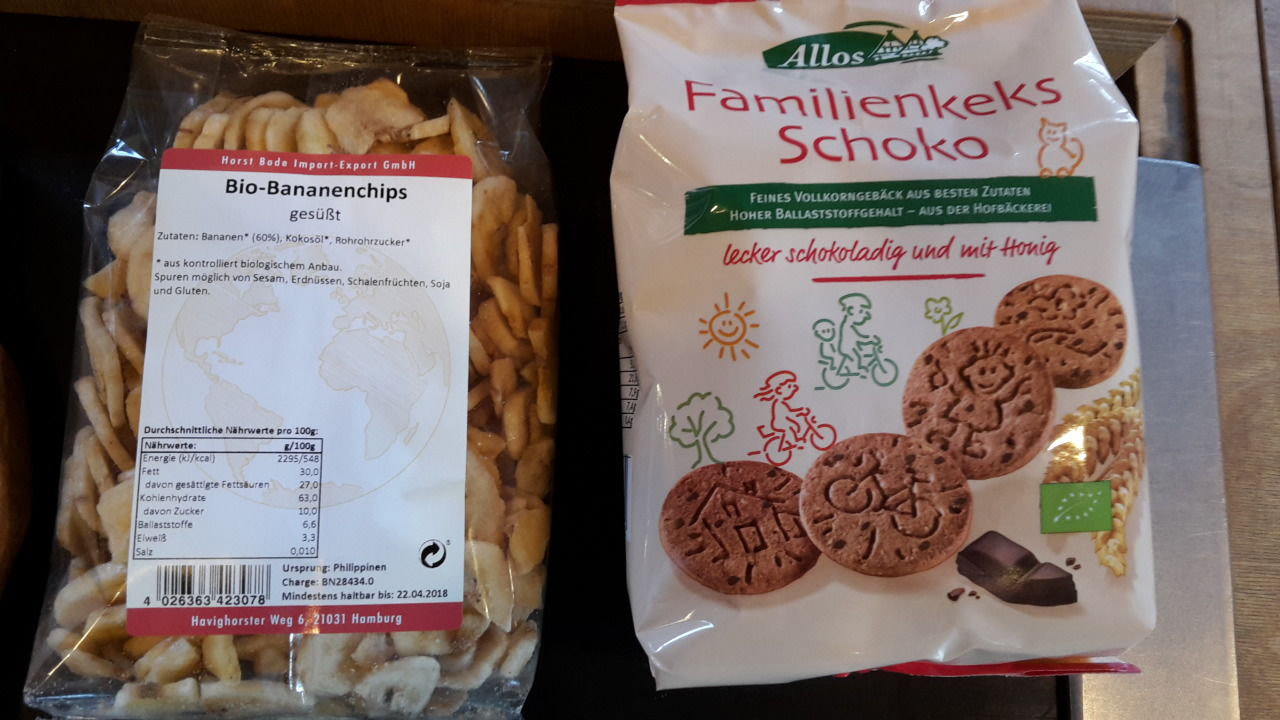 Horst Bode Import-Export GmbH
Bio-Bananenchips
gesüßt
Zutaten: Bananen* (60%), Kokosöl*, Rohrohrzucker*
* aus kontrolliert biologischem Anbau.
Spuren möglich von Sesam, Erdnüssen, Schalenfrüchten, Soja
und Gluten.
Durchschnittliche Nährwerte pro 100g:
Nährwerte: g/100g
Energie (kJ/kcal) 2295/548
Fett 30,0
davon gesättigte Fettsäuren 27,0
Kohlenhydrate 63,0
davon Zucker 10,0
Ballaststoffe 6,6
Eiweiß 3,3
Salz 0,010
Ursprung: Philippinen
Charge: BN28434.0
Mindestens haltbar bis: 22.04.2018
4 026363 423078
Havighorster Weg 6, 21031 Hamburg
Allos
Familienkeks
Schoko
FEINES VOLLKORNGEBÄCK AUS BESTEN ZUTATEN
HOHER BALLASTSTOFFGEHALT – AUS DER HOFBÄCKEREI
lecker schokoladig und mit Honig